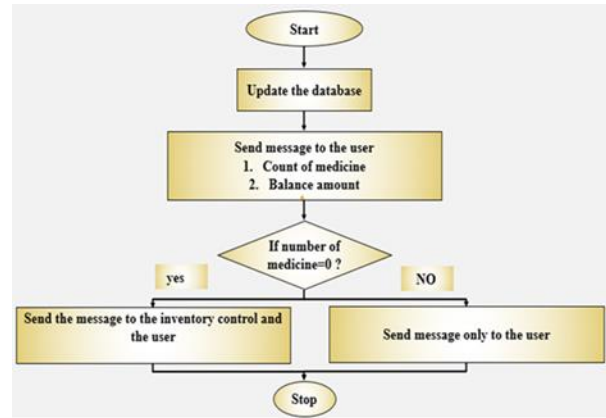 Start
Update the database
Send message to the user
1. Count of medicine
2. Balance amount
If number of
medicine=0 ?
yes
NO
Send the message to the inventory control and
the user
Send message only to the user
Stop